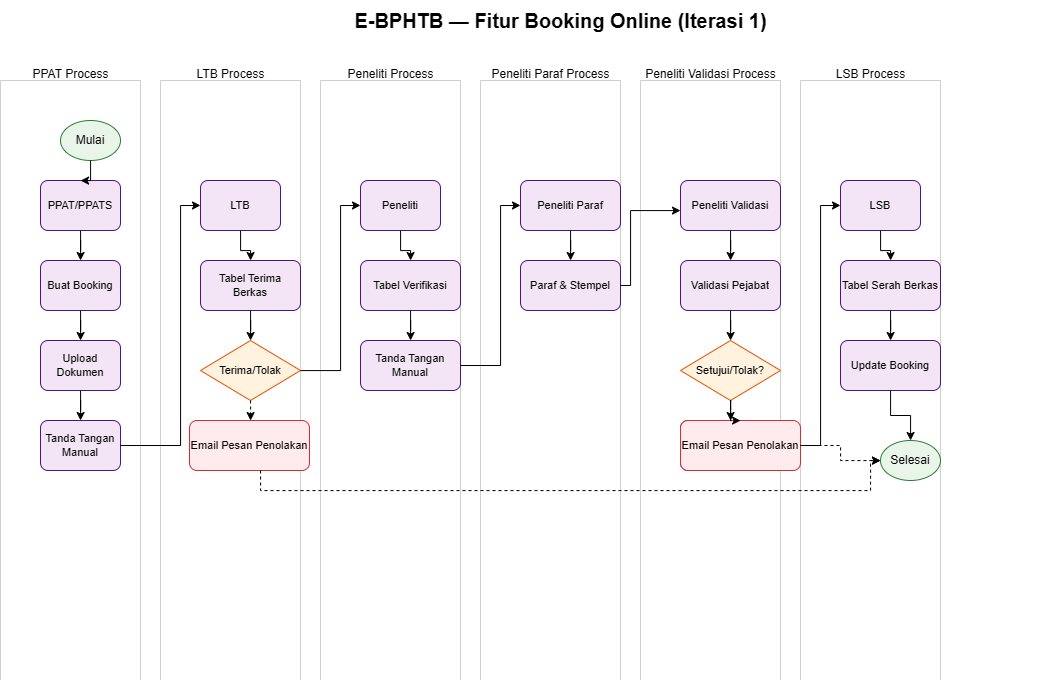 E-BPHTB — Fitur Booking Online (Iterasi 1)
PPAT Process
LTB Process
Peneliti Process
Peneliti Paraf Process
Peneliti Validasi Process
LSB Process
Mulai
PPAT/PPATS
Buat Booking
Upload
Dokumen
Tanda Tangan
Manual
LTB
Tabel Terima
Berkas
Terima/Tolak
Email Pesan Penolakan
Peneliti
Tabel Verifikasi
Tanda Tangan
Manual
Peneliti Paraf
Paraf & Stempel
Peneliti Validasi
Validasi Pejabat
Setujui/Tolak?
Email Pesan Penolakan
LSB
Tabel Serah Berkas
Update Booking
Selesai